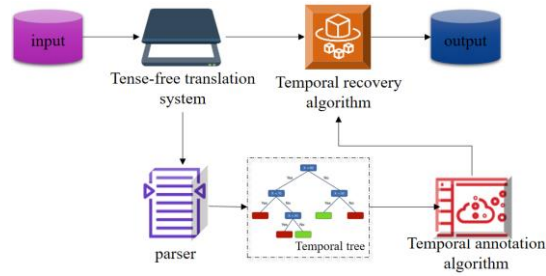 input
output
Tense-free translation
system
Temporal recovery
algorithm
Temporal tree
parser
Temporal annotation
algorithm